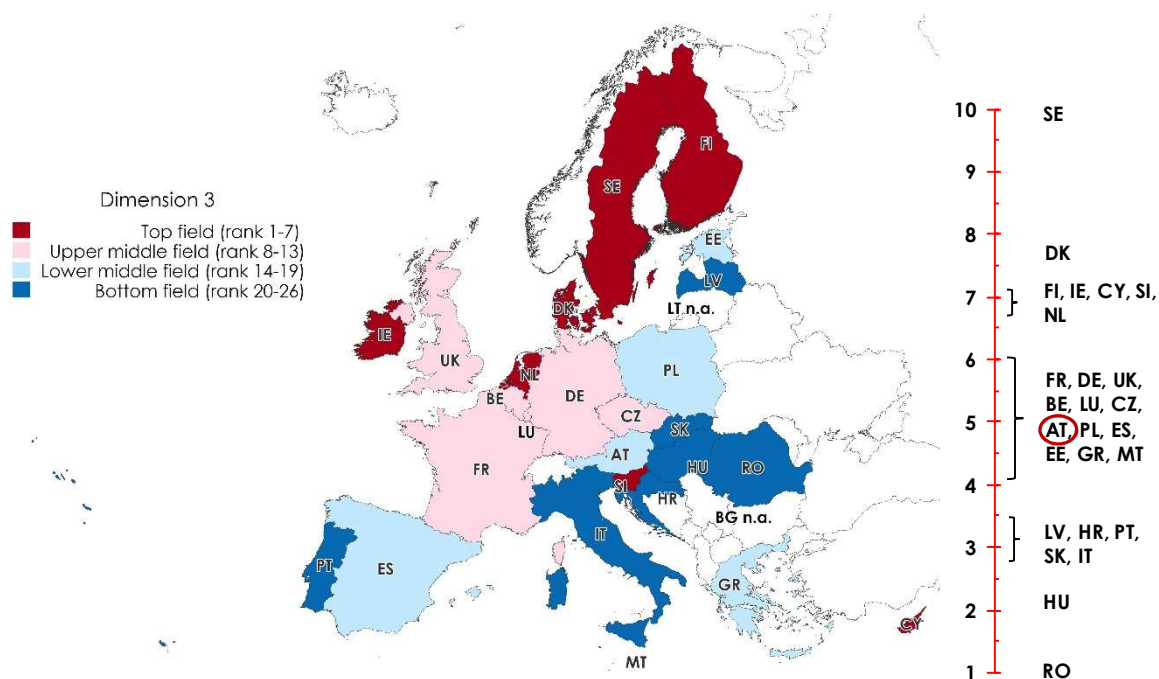 Dimension 3
Top field (rank 1-7)
Upper middle field (rank 8-13)
Lower middle field (rank 14-19)
Bottom field (rank 20-26)
FI
SE
EE
LV
LT n.a.
DK
IE
UK
NL
BE
DE
PL
LU
CZ
SK
AT
FR
HU
RO
SI
HR
BG n.a.
IT
PT
ES
GR
MT
CY
10
9
8
7
6
5
4
3
2
1
SE
DK
FI, IE, CY, SI,
NL
FR, DE, UK,
BE, LU, CZ,
AT, PL, ES,
EE, GR, MT
LV, HR, PT,
SK, IT
HU
RO